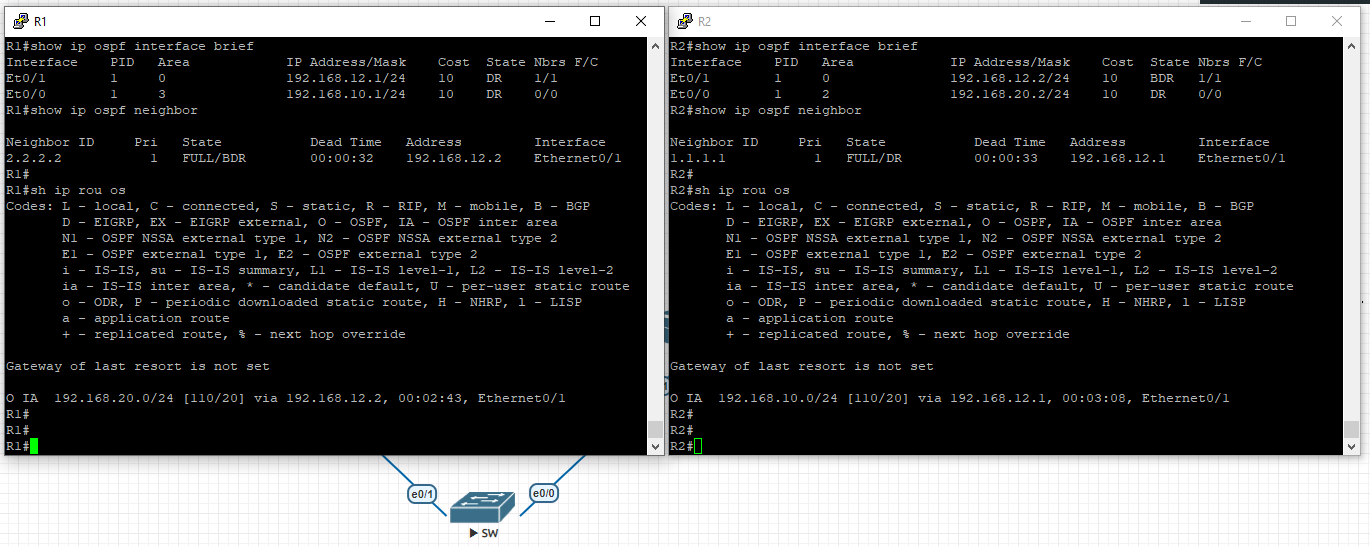 R1
R1#show ip ospf interface brief
Interface    PID   Area            IP Address/Mask    Cost  State Nbrs F/C
Et0/1        1     0               192.168.12.1/24    10    DR    1/1
Et0/0        1     3               192.168.10.1/24    10    DR    0/0
R1#show ip ospf neighbor
Neighbor ID     Pri   State           Dead Time   Address         Interface
2.2.2.2           1   FULL/BDR        00:00:32    192.168.12.2    Ethernet0/1
R1#
R1#sh ip rou os
Codes: L - local, C - connected, S - static, R - RIP, M - mobile, B - BGP
D - EIGRP, EX - EIGRP external, O - OSPF, IA - OSPF inter area
N1 - OSPF NSSA external type 1, N2 - OSPF NSSA external type 2
E1 - OSPF external type 1, E2 - OSPF external type 2
i - IS-IS, su - IS-IS summary, L1 - IS-IS level-1, L2 - IS-IS level-2
ia - IS-IS inter area, * - candidate default, U - per-user static route
o - ODR, P - periodic downloaded static route, H - NHRP, l - LISP
a - application route
+ - replicated route, % - next hop override
Gateway of last resort is not set
O IA  192.168.20.0/24 [110/20] via 192.168.12.2, 00:02:43, Ethernet0/1
R1#
R1#
R1#
R2
R2#show ip ospf interface brief
Interface    PID   Area            IP Address/Mask    Cost  State Nbrs F/C
Et0/1        1     0               192.168.12.2/24    10    BDR   1/1
Et0/0        1     2               192.168.20.2/24    10    DR    0/0
R2#show ip ospf neighbor
Neighbor ID     Pri   State           Dead Time   Address         Interface
1.1.1.1           1   FULL/DR         00:00:33    192.168.12.1    Ethernet0/1
R2#
R2#sh ip rou os
Codes: L - local, C - connected, S - static, R - RIP, M - mobile, B - BGP
D - EIGRP, EX - EIGRP external, O - OSPF, IA - OSPF inter area
N1 - OSPF NSSA external type 1, N2 - OSPF NSSA external type 2
E1 - OSPF external type 1, E2 - OSPF external type 2
i - IS-IS, su - IS-IS summary, L1 - IS-IS level-1, L2 - IS-IS level-2
ia - IS-IS inter area, * - candidate default, U - per-user static route
o - ODR, P - periodic downloaded static route, H - NHRP, l - LISP
a - application route
+ - replicated route, % - next hop override
Gateway of last resort is not set
O IA  192.168.10.0/24 [110/20] via 192.168.12.1, 00:03:08, Ethernet0/1
R2#
R2#
R2#
e0/1
e0/0
SW